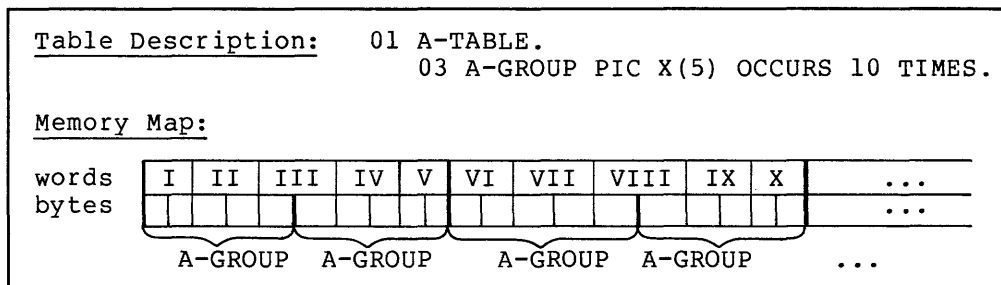 Table Description: 01 A-TABLE.
03 A-GROUP PIC X(5) OCCURS 10 TIMES.
Memory Map:
words I II III IV V VI VII VIII IX X ...
bytes ...
A-GROUP A-GROUP A-GROUP A-GROUP ...